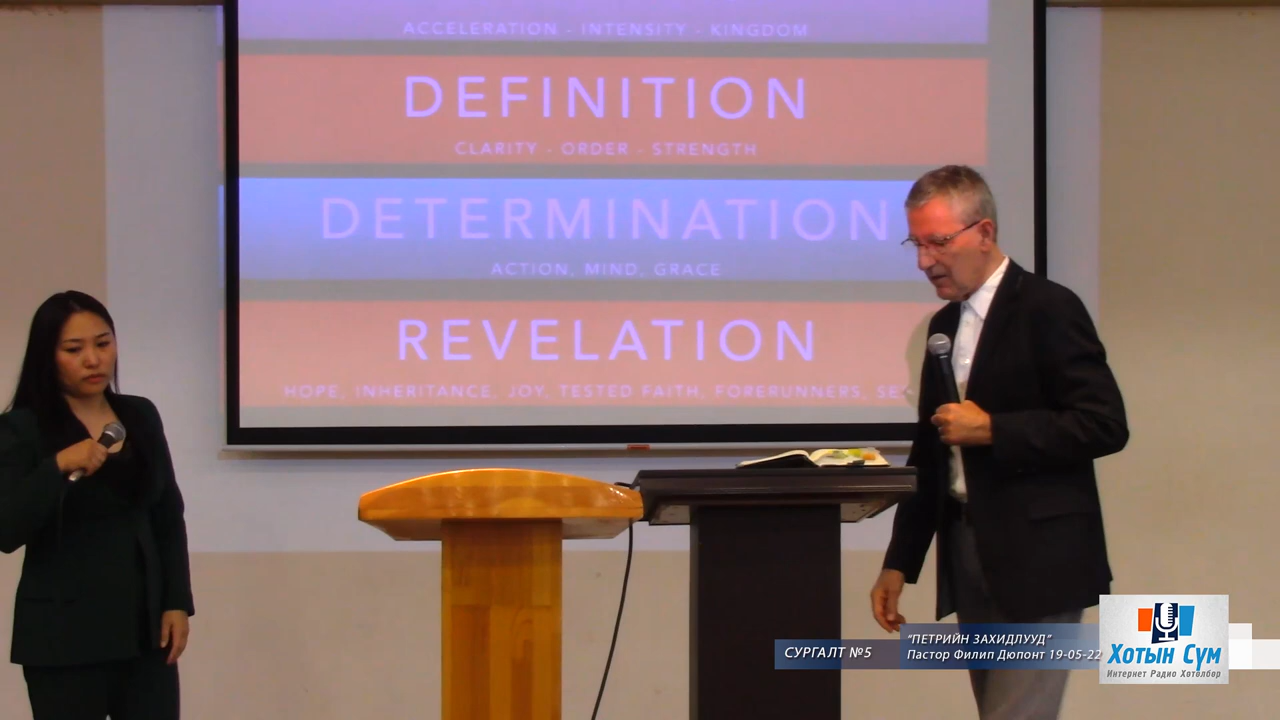 ACCELERATION - INTENSITY - KINGDOM
DEFINITION
CLARITY - ORDER - STRENGTH
DETERMINATION
ACTION, MIND, GRACE
REVELATION
HOPE, INHERITANCE, JOY, TESTED FAITH, FORERUNNERS,
СУРГАЛТ №5
"ПЕТРИЙН ЗАХИДЛУУД"
Пастор Филип Дюпонт 19-05-22
Хотын Сүм
Интернет Радио Хөтөлбөр